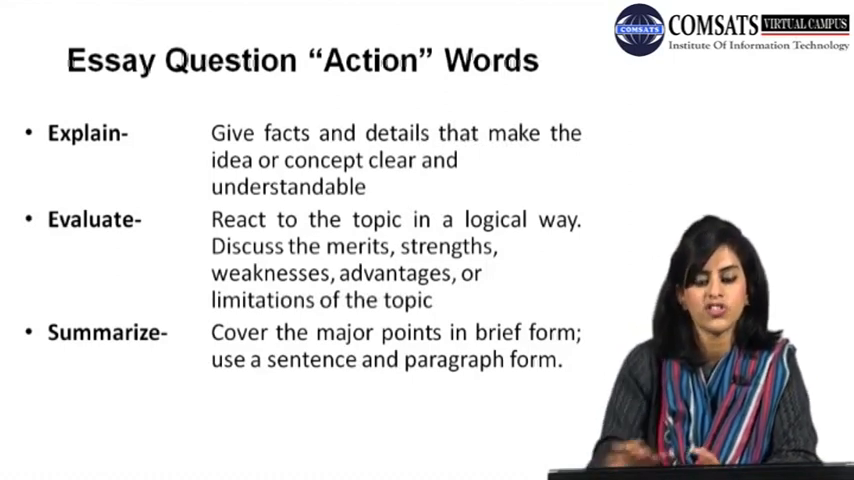 COMSATS VIRTUAL CAMPUS
COMSATS
Institute Of Information Technology
Essay Question “Action” Words
• Explain- Give facts and details that make the
idea or concept clear and
understandable
• Evaluate- React to the topic in a logical way.
Discuss the merits, strengths,
weaknesses, advantages, or
limitations of the topic
• Summarize- Cover the major points in brief form;
use a sentence and paragraph form.